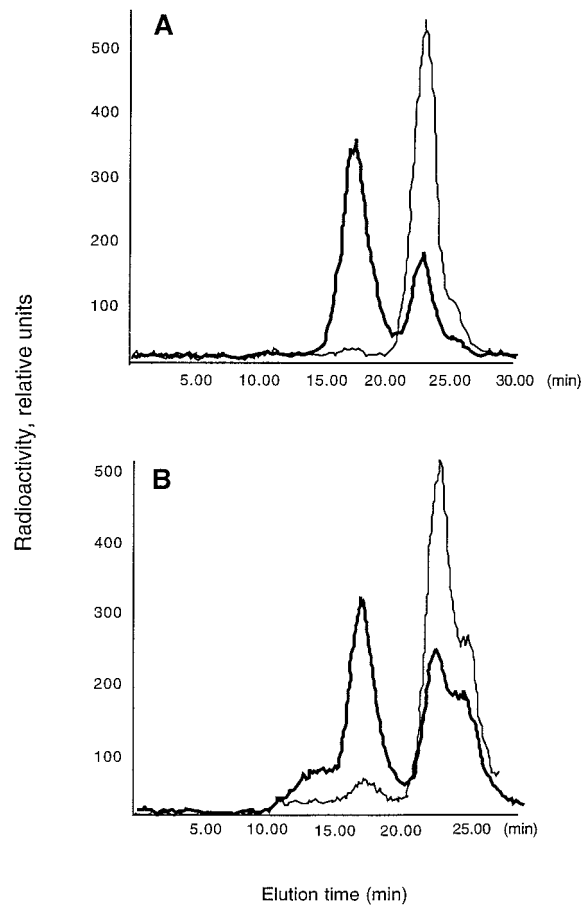 A
500
400
300
200
100
5.00 10.00 15.00 20.00 25.00 30.00 (min)
Radioactivity, relative units
B
500
400
300
200
100
5.00 10.00 15.00 20.00 25.00 (min)
Elution time (min)